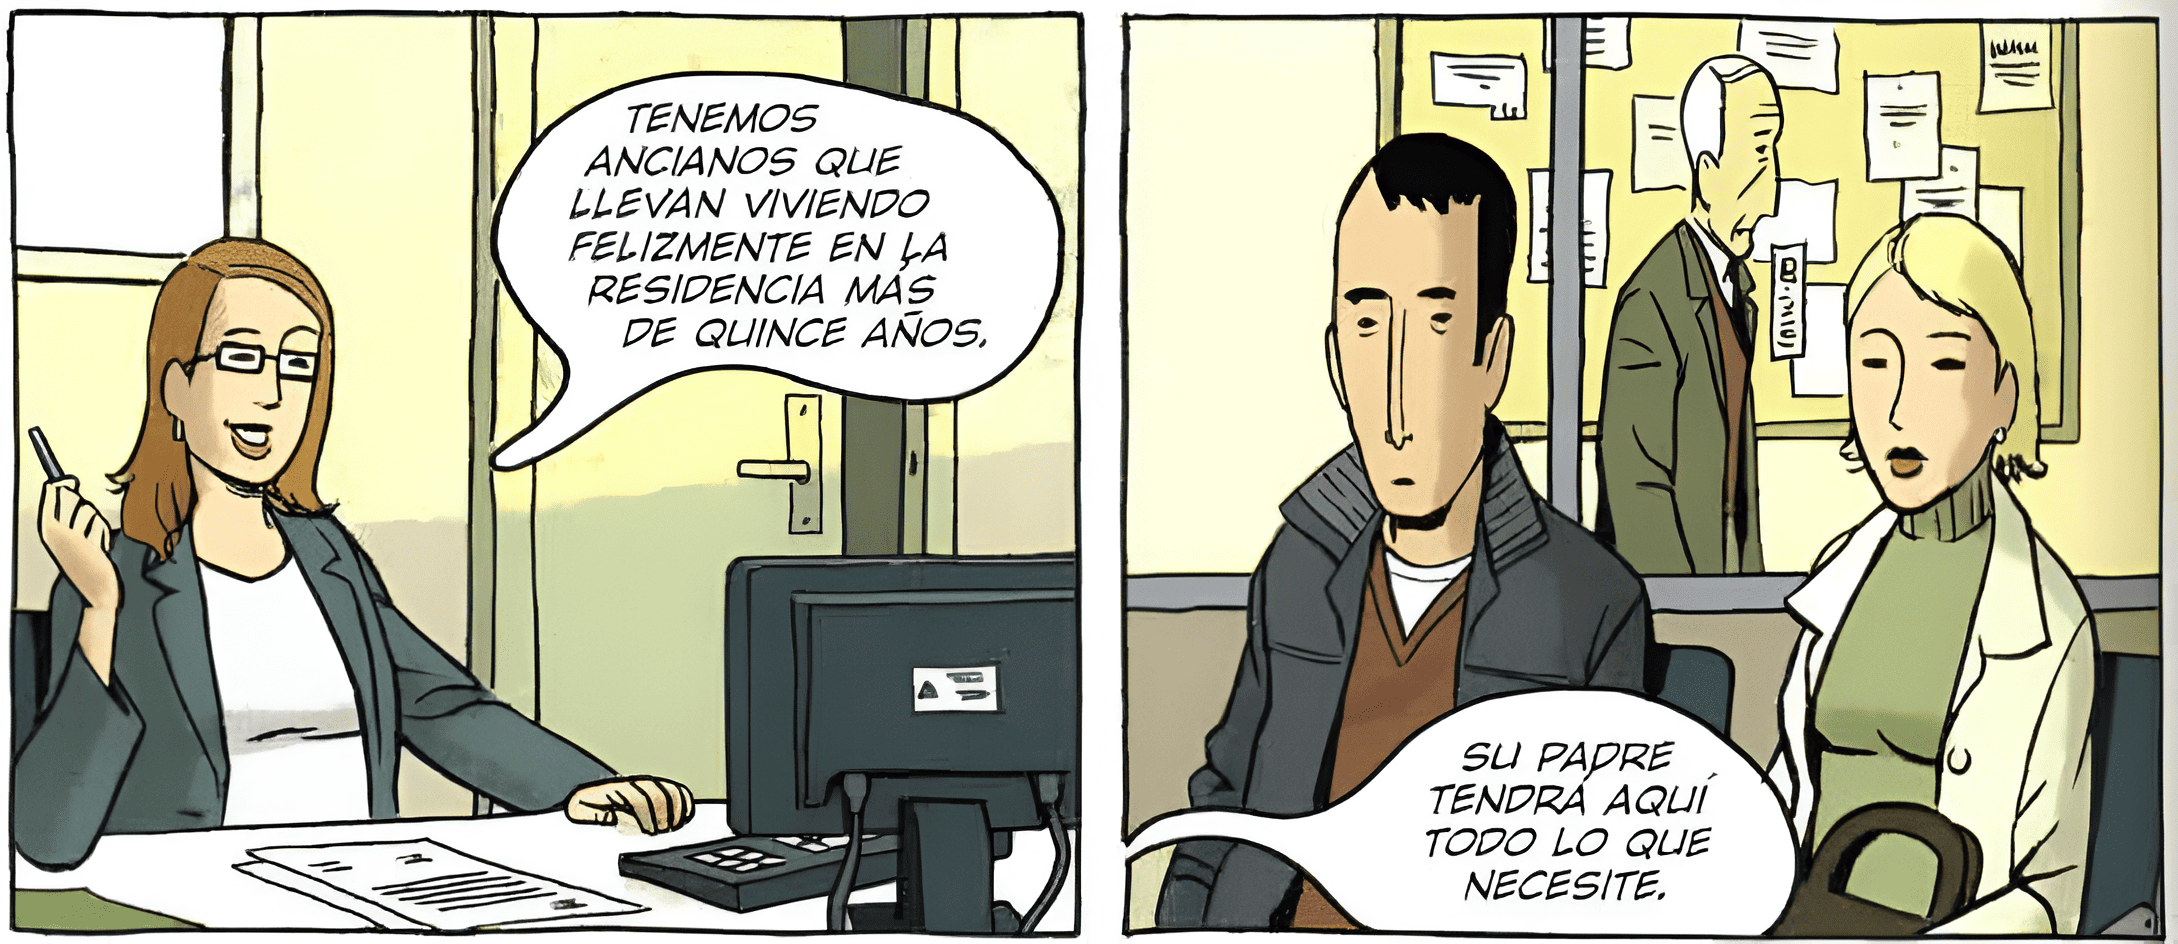 TENEMOS
ANCIANOS QUE
LLEVAN VIVIENDO
FELIZMENTE EN LA
RESIDENCIA MÁS
DE QUINCE AÑOS.
SU PADRE
TENDRÁ AQUÍ
TODO LO QUE
NECESITE.